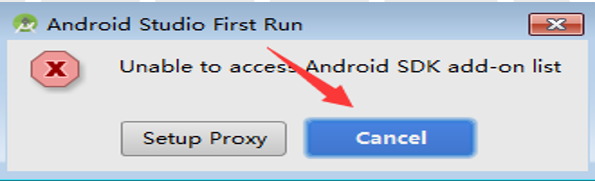 Android Studio First Run
Unable to access Android SDK add-on list
Setup Proxy
Cancel